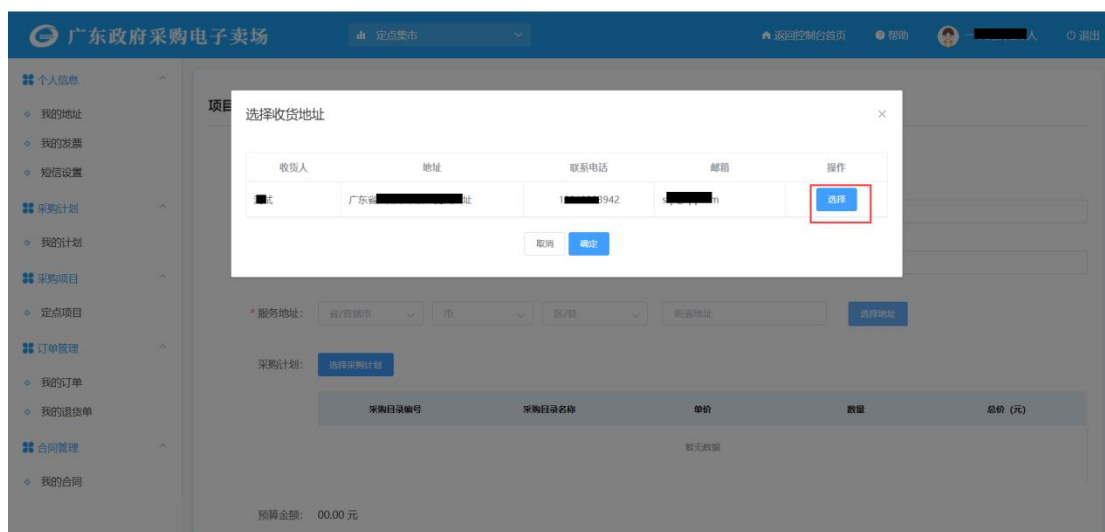 广东政府采购电子卖场 定点集市 返回控制台首页 帮助 一 人 退出
个人信息
我的地址
我的发票
短信设置
采购计划
我的计划
采购项目
定点项目
订单管理
我的订单
我的退货单
合同管理
我的合同
项目
选择收货地址 ×
收货人 地址 联系电话 邮箱 操作
试 广东省 址 1 3942 s m 选择
取消 确定
* 服务地址： 省/直辖市 市 区/县 街道地址 选择地址
采购计划： 选择采购计划
采购目录编号 采购目录名称 单价 数量 总价（元）
暂无数据
预算金额： 00.00 元